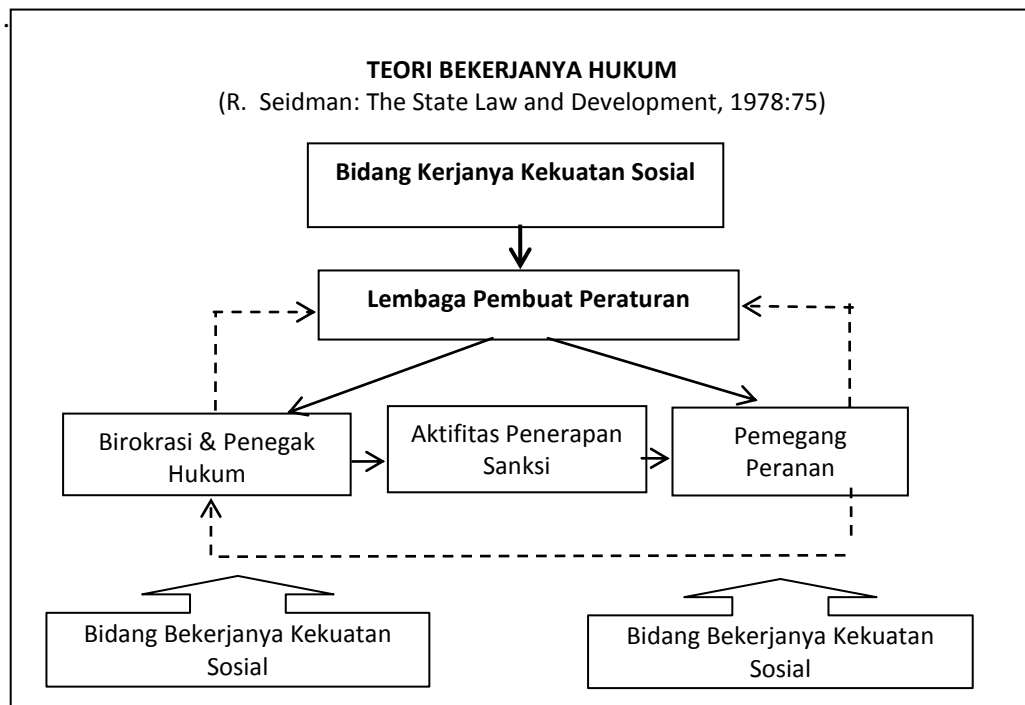 TEORI BEKERJANYA HUKUM
(R. Seidman: The State Law and Development, 1978:75)
Bidang Kerjanya Kekuatan Sosial
Lembaga Pembuat Peraturan
Birokrasi & Penegak
Hukum
Aktifitas Penerapan
Sanksi
Pemegang
Peranan
Bidang Bekerjanya Kekuatan
Sosial
Bidang Bekerjanya Kekuatan
Sosial